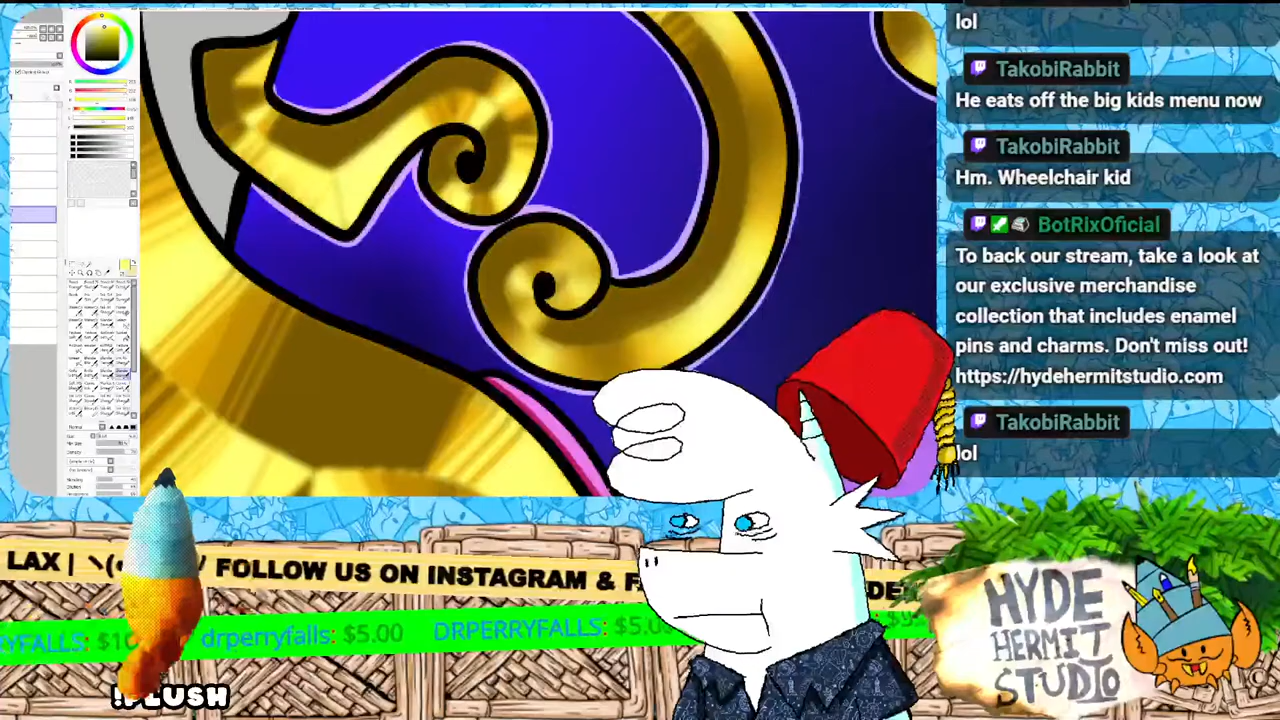 lol
TakobiRabbit
He eats off the big kids menu now
TakobiRabbit
Hm. Wheelchair kid
BotRixOficial
To back our stream, take a look at
our exclusive merchandise
collection that includes enamel
pins and charms. Don't miss out!
https://hydehermitstudio.com
TakobiRabbit
lol
LAX | FOLLOW US ON INSTAGRAM & F
RYFALLS: $10 drperryfalls: $5.00 DRPERRYFALLS: $5.0
!PLUSH
HYDE
HERMIT
STUDIO